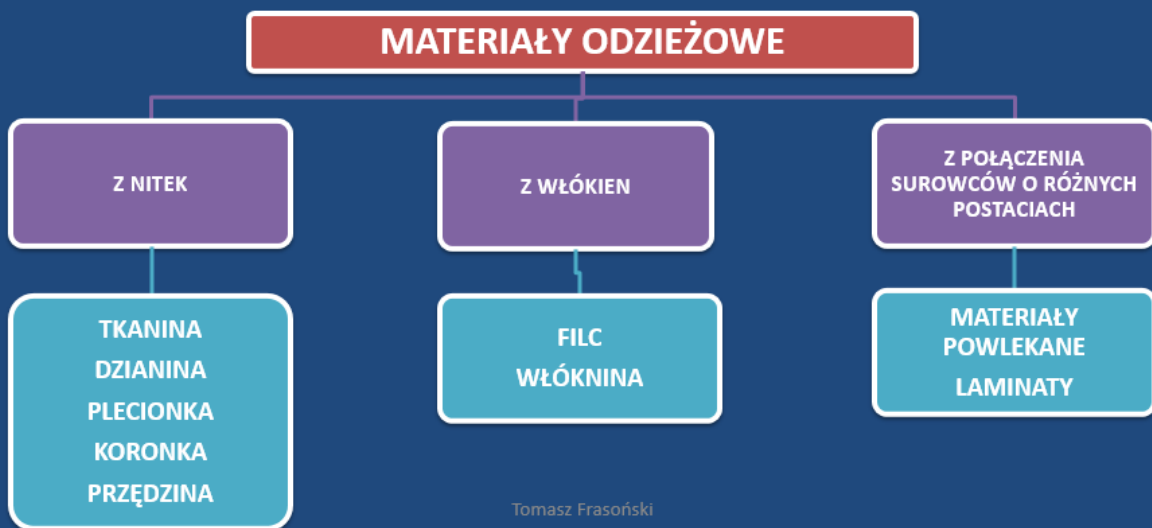 MATERIAŁY ODZIEŻOWE
Z NITEK
Z WŁÓKIEN
Z POŁĄCZENIA
SUROWCÓW O RÓŻNYCH
POSTACIACH
TKANINA
DZIANINA
PLECIONKA
KORONKA
PRZĘDZINA
FILC
WŁÓKNINA
MATERIAŁY
POWLEKANE
LAMINATY
Tomasz Frasoński